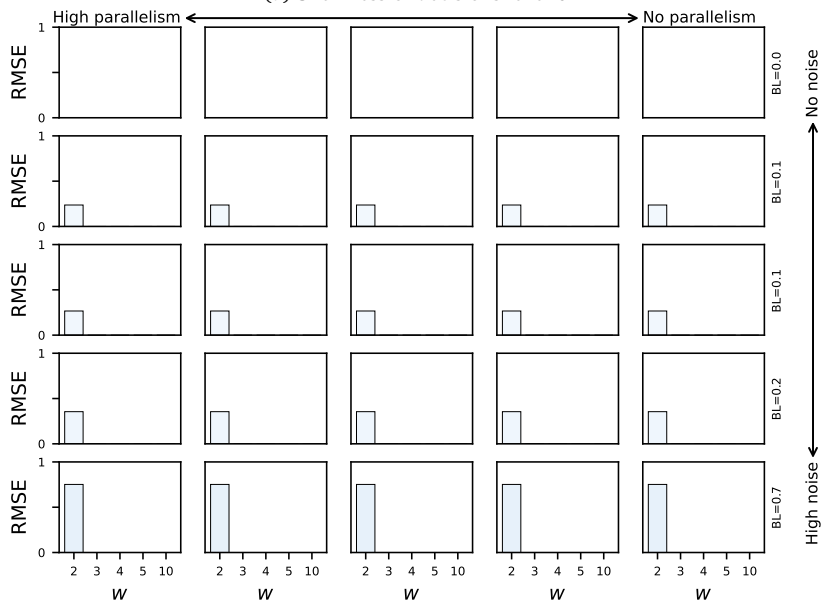 High parallelism No parallelism
1
RMSE
0
BL=0.0
No noise
1
RMSE
0
BL=0.1
1
RMSE
0
BL=0.1
1
RMSE
0
BL=0.2
1
RMSE
0
BL=0.7
High noise
2 3 4 5 10 2 3 4 5 10 2 3 4 5 10 2 3 4 5 10 2 3 4 5 10
w w w w w